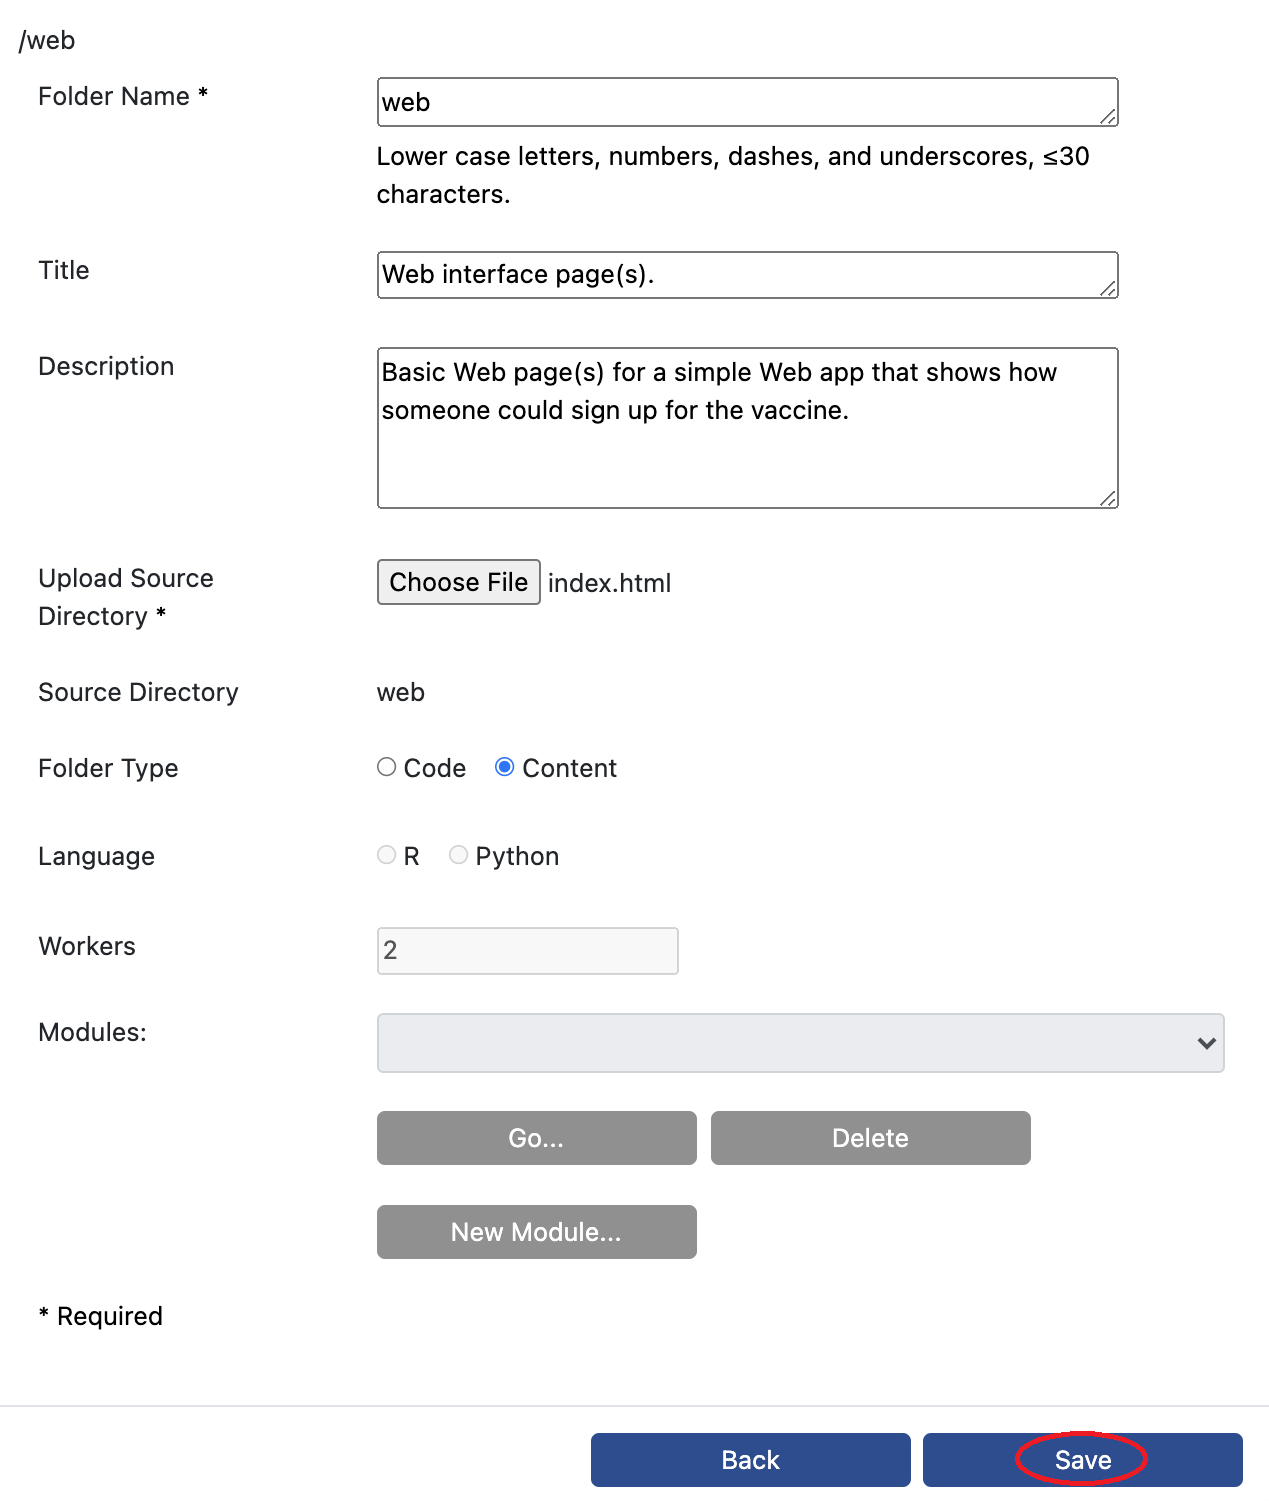 /web
Folder Name *
web
Lower case letters, numbers, dashes, and underscores, ≤30
characters.
Title
Web interface page(s).
Description
Basic Web page(s) for a simple Web app that shows how
someone could sign up for the vaccine.
Upload Source
Directory *
Choose File index.html
Source Directory
web
Folder Type
Code Content
Language
R Python
Workers
2
Modules:
Go... Delete
New Module...
* Required
Back Save